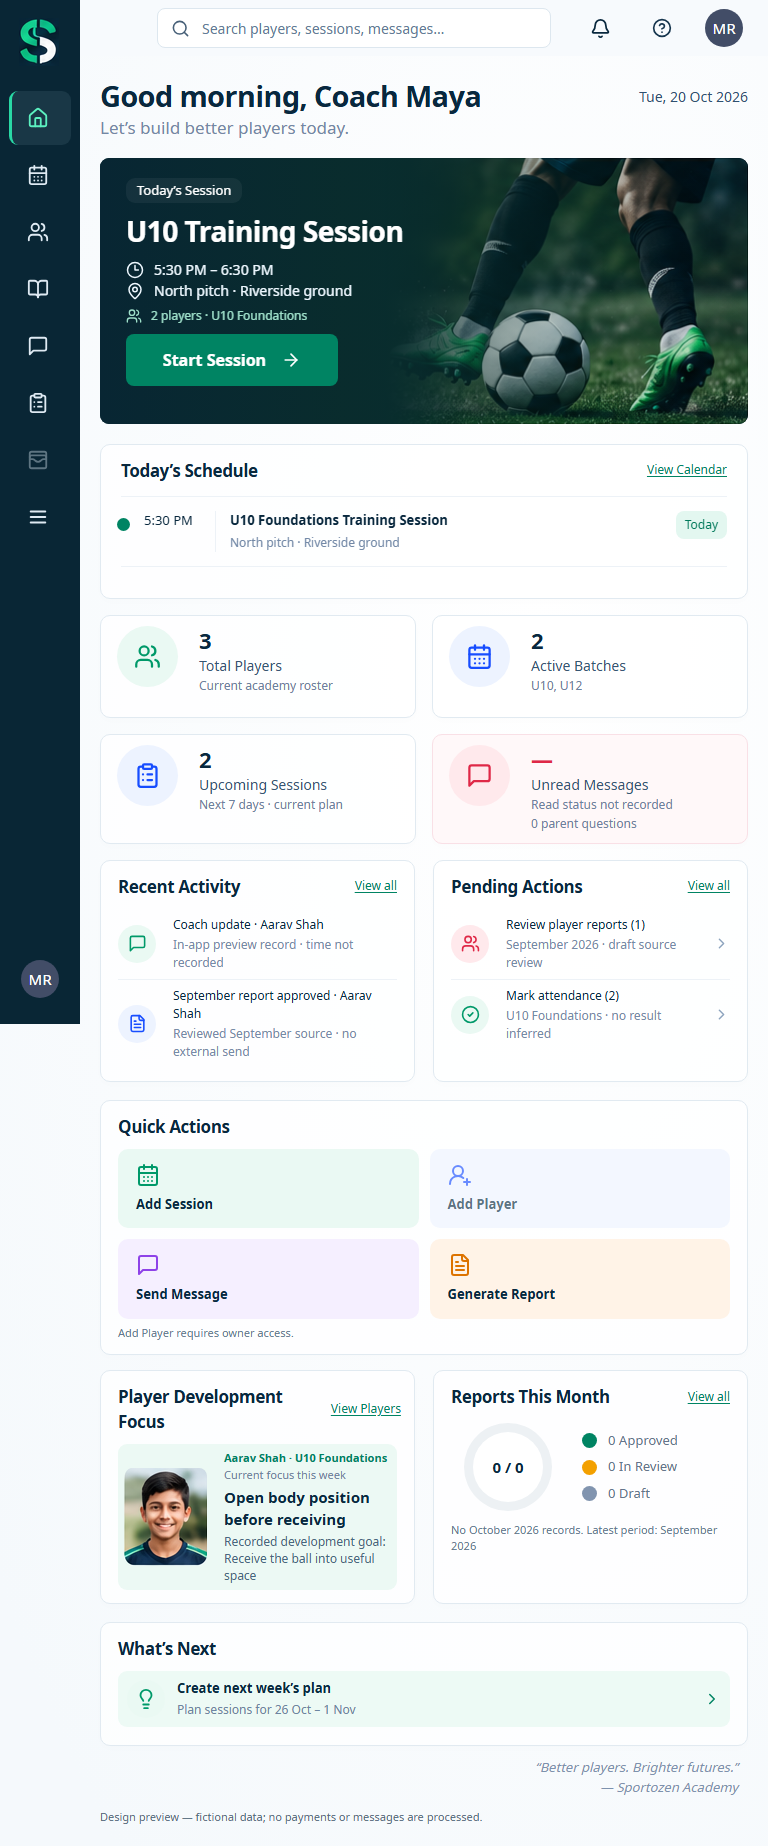 Search players, sessions, messages...
MR
Good morning, Coach Maya
Tue, 20 Oct 2026
Let's build better players today.
Today's Session
U10 Training Session
5:30 PM – 6:30 PM
North pitch · Riverside ground
2 players · U10 Foundations
Start Session
Today's Schedule
View Calendar
5:30 PM
U10 Foundations Training Session
North pitch · Riverside ground
Today
3
Total Players
Current academy roster
2
Active Batches
U10, U12
2
Upcoming Sessions
Next 7 days · current plan
—
Unread Messages
Read status not recorded
0 parent questions
Recent Activity
View all
Coach update · Aarav Shah
In-app preview record · time not
recorded
September report approved · Aarav
Shah
Reviewed September source · no
external send
Pending Actions
View all
Review player reports (1)
September 2026 · draft source
review
Mark attendance (2)
U10 Foundations · no result
inferred
MR
Quick Actions
Add Session
Add Player
Send Message
Generate Report
Add Player requires owner access.
Player Development
Focus
View Players
Aarav Shah · U10 Foundations
Current focus this week
Open body position
before receiving
Recorded development goal:
Receive the ball into useful
space
Reports This Month
View all
0 / 0
0 Approved
0 In Review
0 Draft
No October 2026 records. Latest period: September
2026
What's Next
Create next week's plan
Plan sessions for 26 Oct – 1 Nov
“Better players. Brighter futures.”
— Sportozen Academy
Design preview — fictional data; no payments or messages are processed.